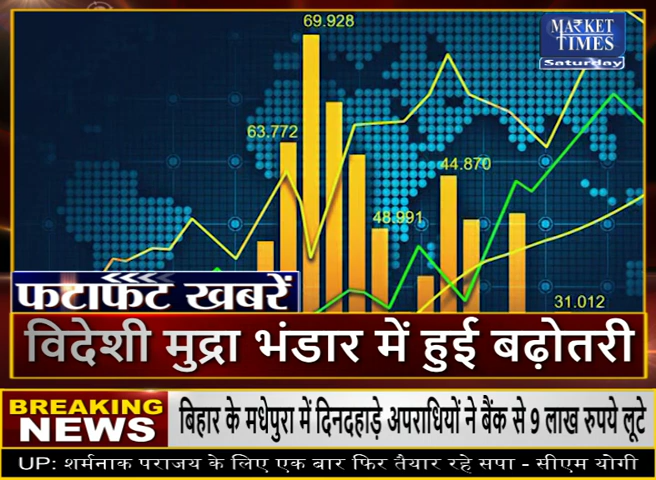 69.928
MARKET
TIMES
Saturday
63.772
44.870
48.991
31.012
फटाफट खबरें
विदेशी मुद्रा भंडार में हुई बढ़ोतरी
BREAKING
NEWS
बिहार के मधेपुरा में दिनदहाड़े अपराधियों ने बैंक से 9 लाख रुपये लूटे
UP: शर्मनाक पराजय के लिए एक बार फिर तैयार रहे सपा - सीएम योगी